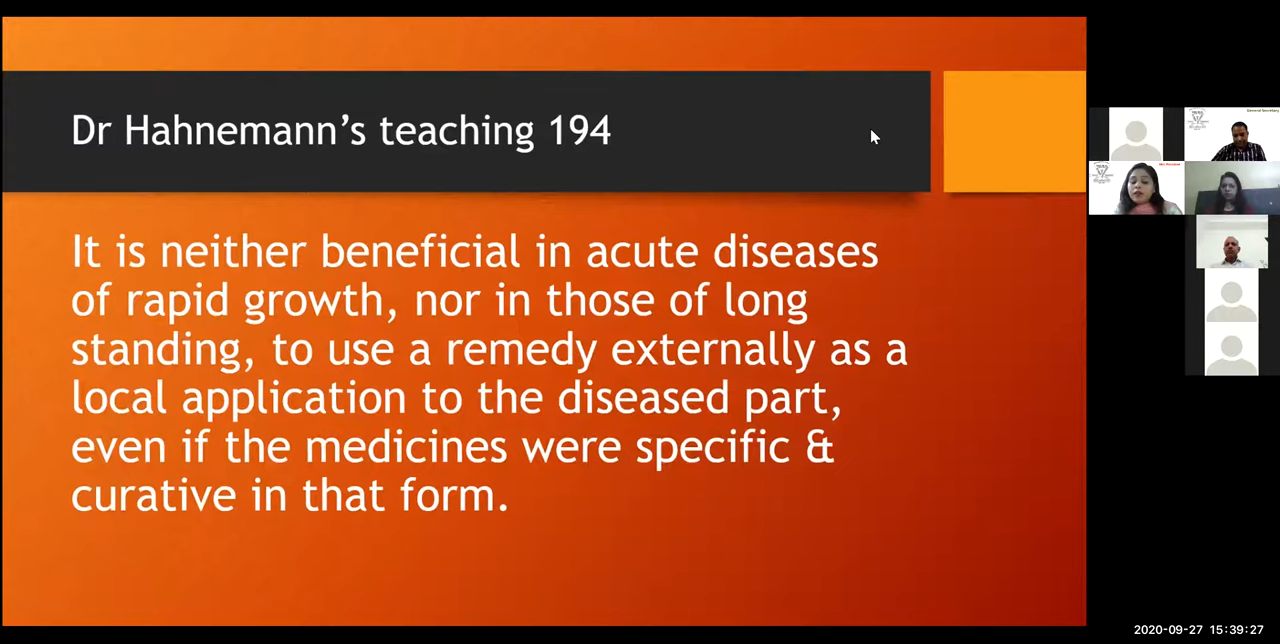 Dr Hahnemann’s teaching 194
It is neither beneficial in acute diseases
of rapid growth, nor in those of long
standing, to use a remedy externally as a
local application to the diseased part,
even if the medicines were specific &
curative in that form.
General Secretary
2020-09-27 15:39:27